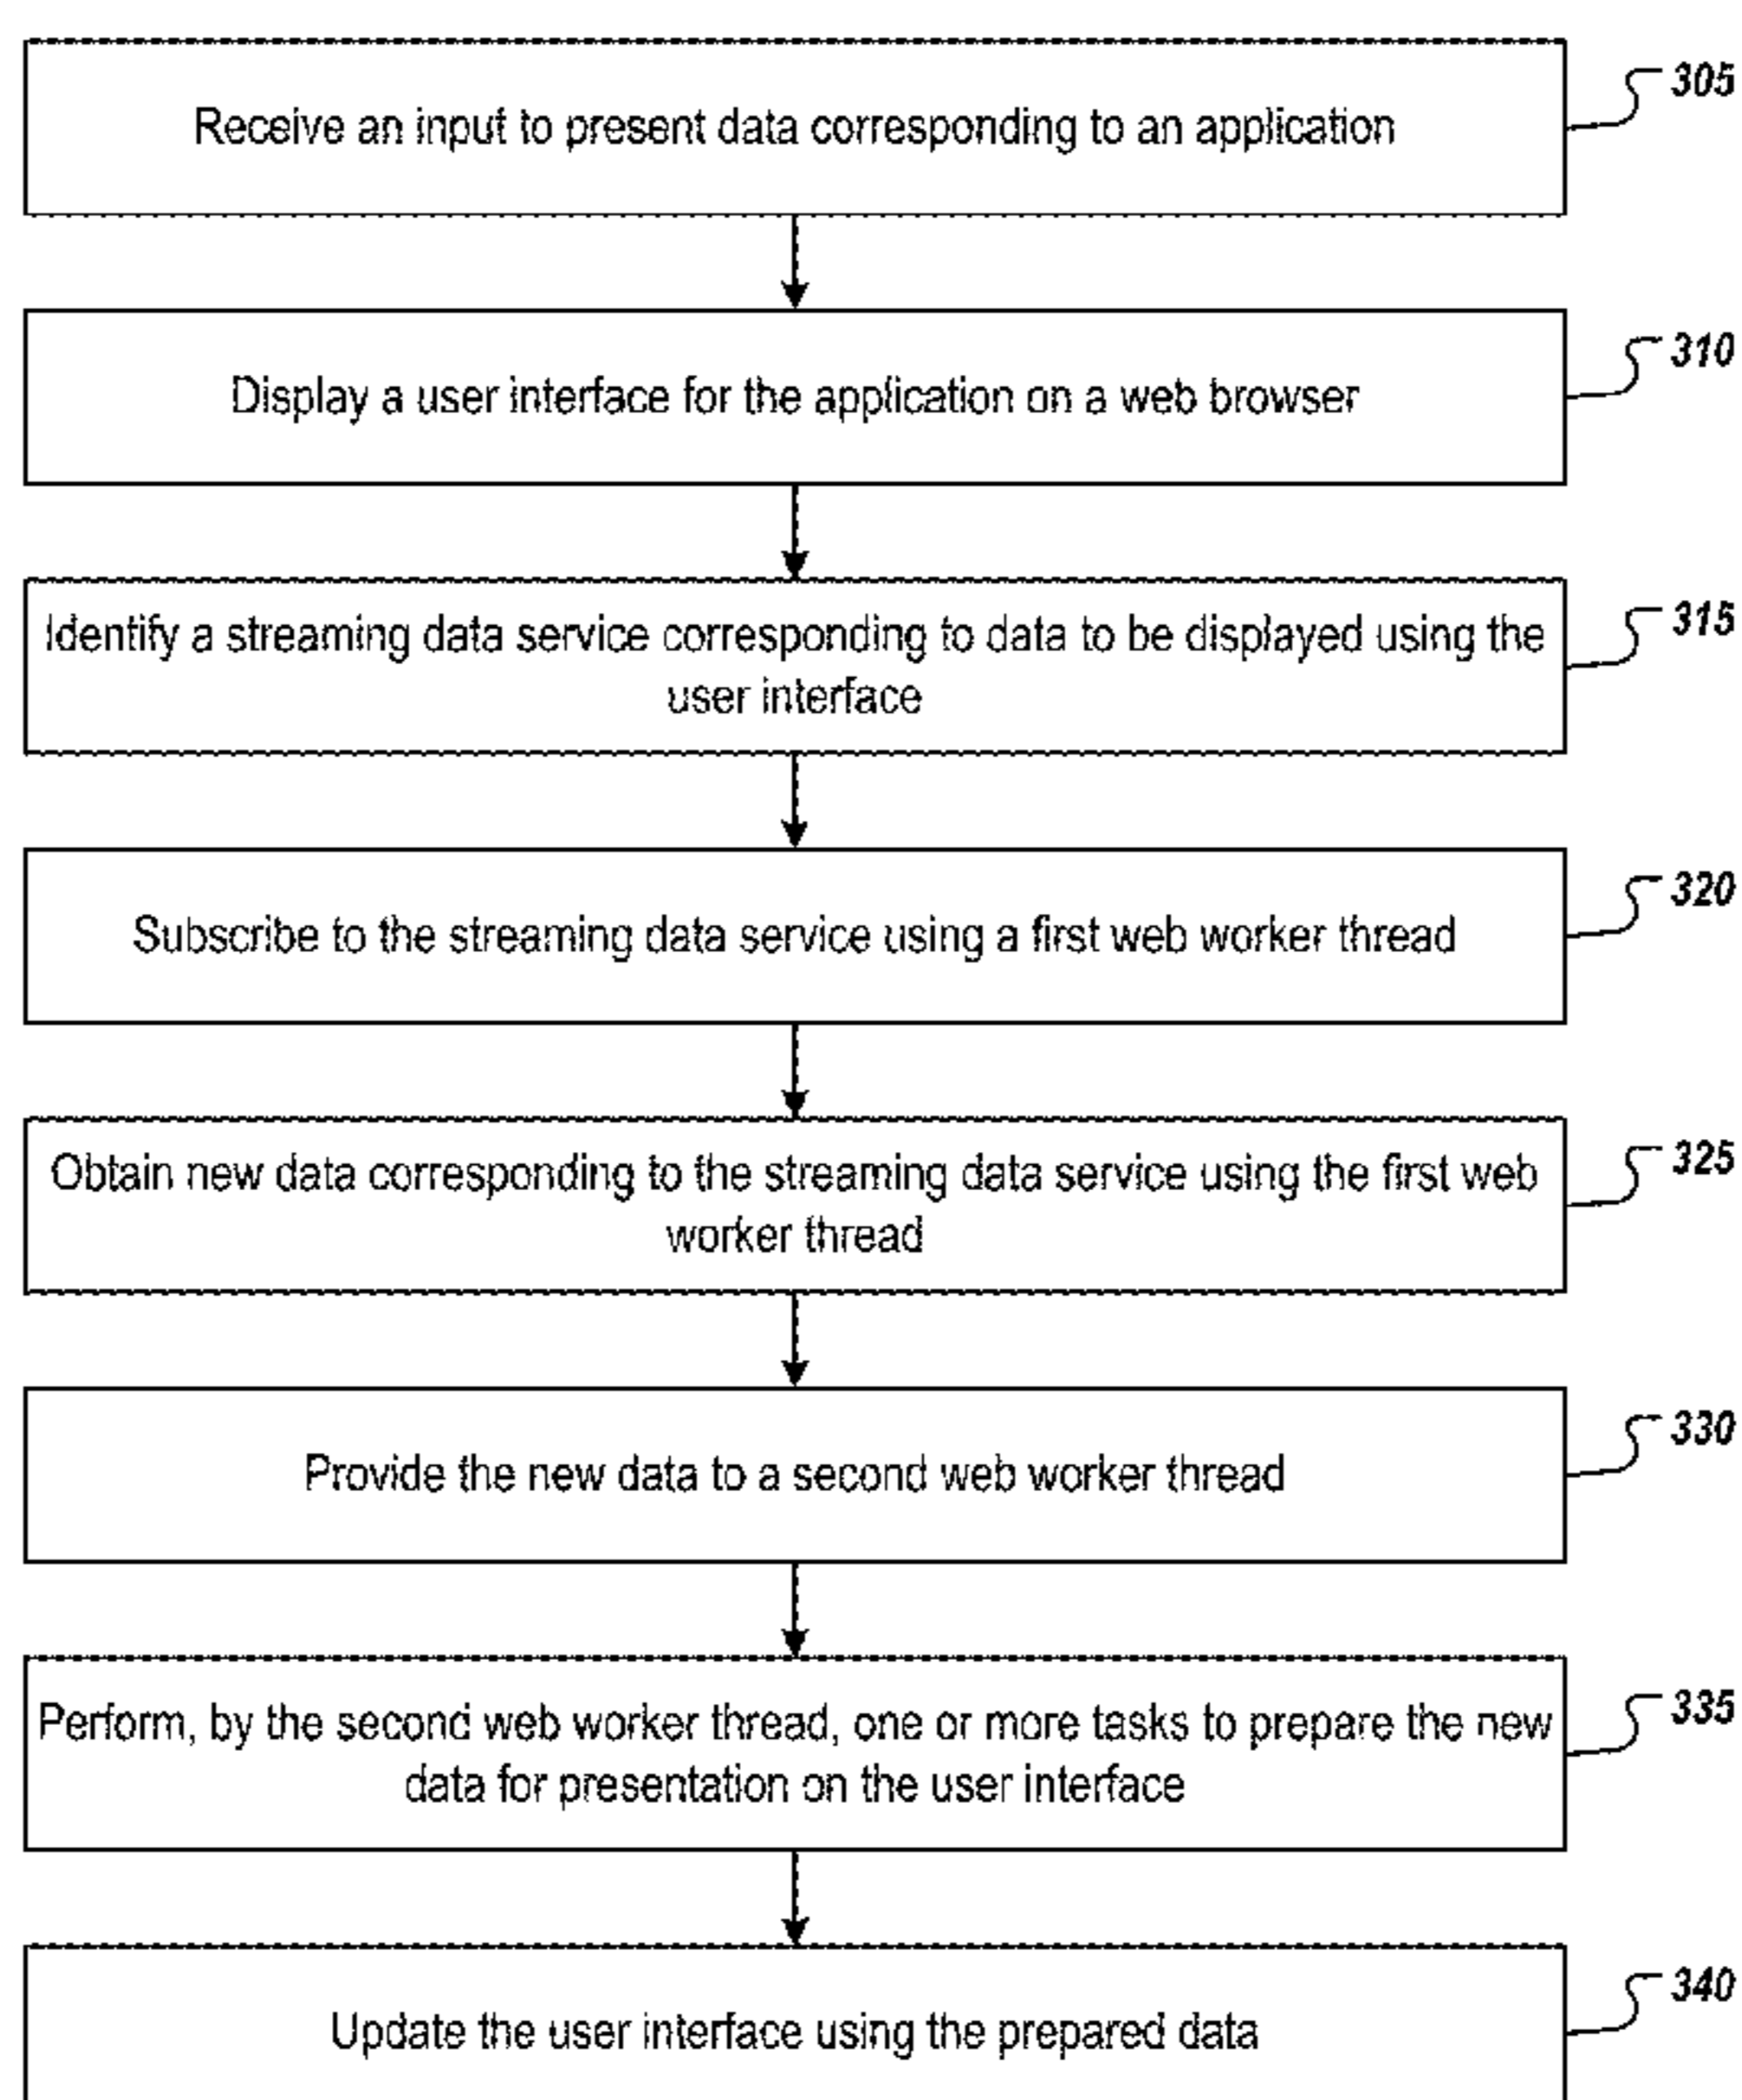 Receive an input to present data corresponding to an application
305
Display a user interface for the application on a web browser
310
Identify a streaming data service corresponding to data to be displayed using the
user interface
315
Subscribe to the streaming data service using a first web worker thread
320
Obtain new data corresponding to the streaming data service using the first web
worker thread
325
Provide the new data to a second web worker thread
330
Perform, by the second web worker thread, one or more tasks to prepare the new
data for presentation on the user interface
335
Update the user interface using the prepared data
340